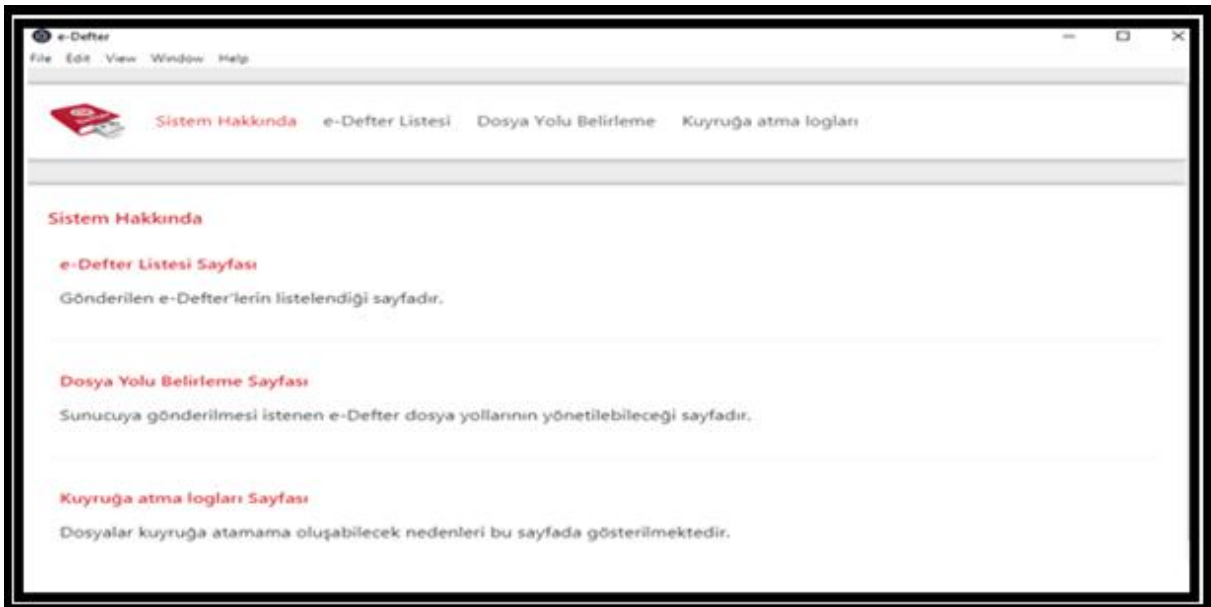 e-Defter
File Edit View Window Help
Sistem Hakkında e-Defter Listesi Dosya Yolu Belirleme Kuyruğa atma logları
Sistem Hakkında
e-Defter Listesi Sayfası
Gönderilen e-Defter'lerin listelendiği sayfadır.
Dosya Yolu Belirleme Sayfası
Sunucuya gönderilmesi istenen e-Defter dosya yollarının yönetilebileceği sayfadır.
Kuyruğa atma logları Sayfası
Dosyalar kuyruğa atamama oluşabilecek nedenleri bu sayfada gösterilmektedir.